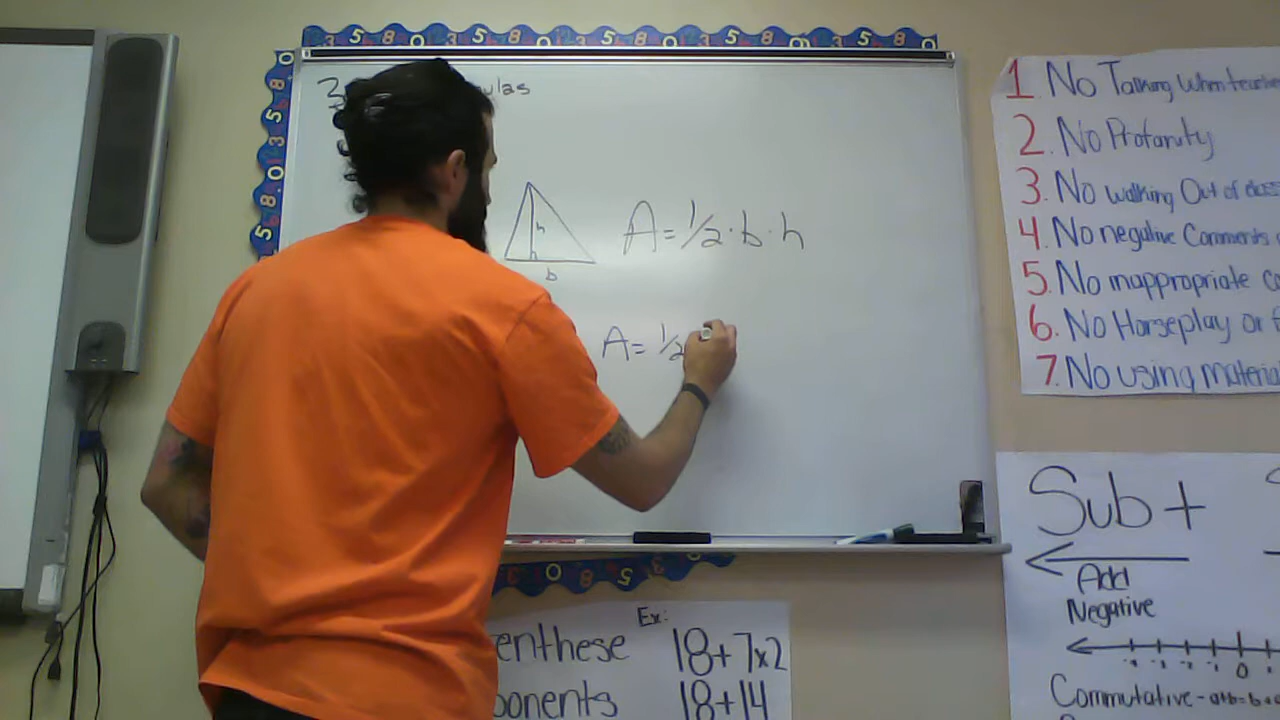 3
ulas
h
b
A = 1/2 · b · h
A = 1/2
1. No Talking When
2. No Profanity
3. No walking Out of class
4. No negative Comments
5. No inappropriate
6. No Horseplay or
7. No using Materia
Sub +
Add
Negative
0
Commutative - a+b=b+
Ex:
enthese 18+7x2
ponents 18+14